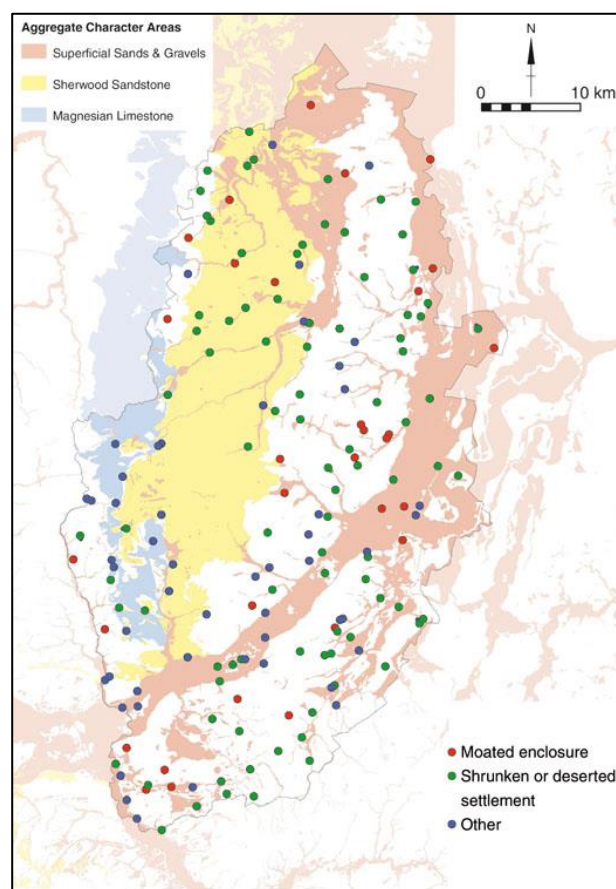 Aggregate Character Areas
Superficial Sands & Gravels
Sherwood Sandstone
Magnesian Limestone
N
0 10 km
Moated enclosure
Shrunken or deserted
settlement
Other